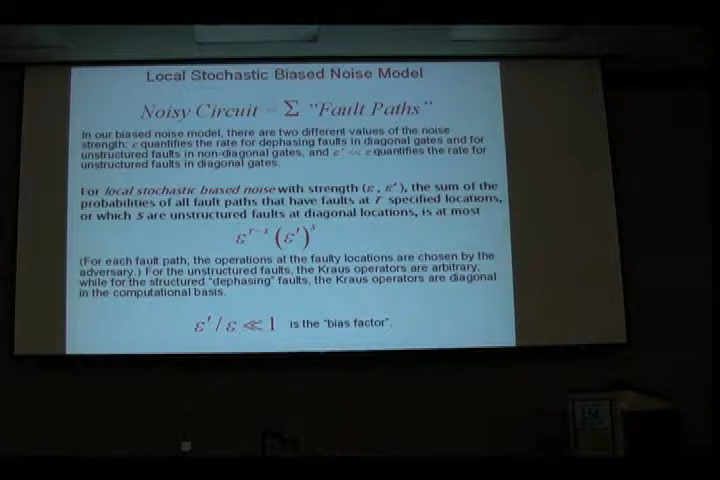 Local Stochastic Biased Noise Model
Noisy Circuit = Σ "Fault Paths"
In our biased noise model, there are two different values of the noise
strength; ε quantifies the rate for dephasing faults in diagonal gates and for
unstructured faults in non-diagonal gates, and ε' << ε quantifies the rate for
unstructured faults in diagonal gates.
For local stochastic biased noise with strength (ε, ε'), the sum of the
probabilities of all fault paths that have faults at r specified locations,
or which s are unstructured faults at diagonal locations, is at most
ε^{r-s} (ε')^s
(For each fault path, the operations at the faulty locations are chosen by the
adversary.) For the unstructured faults, the Kraus operators are arbitrary,
while for the structured "dephasing" faults, the Kraus operators are diagonal
in the computational basis.
ε' / ε ≪ 1 is the "bias factor".